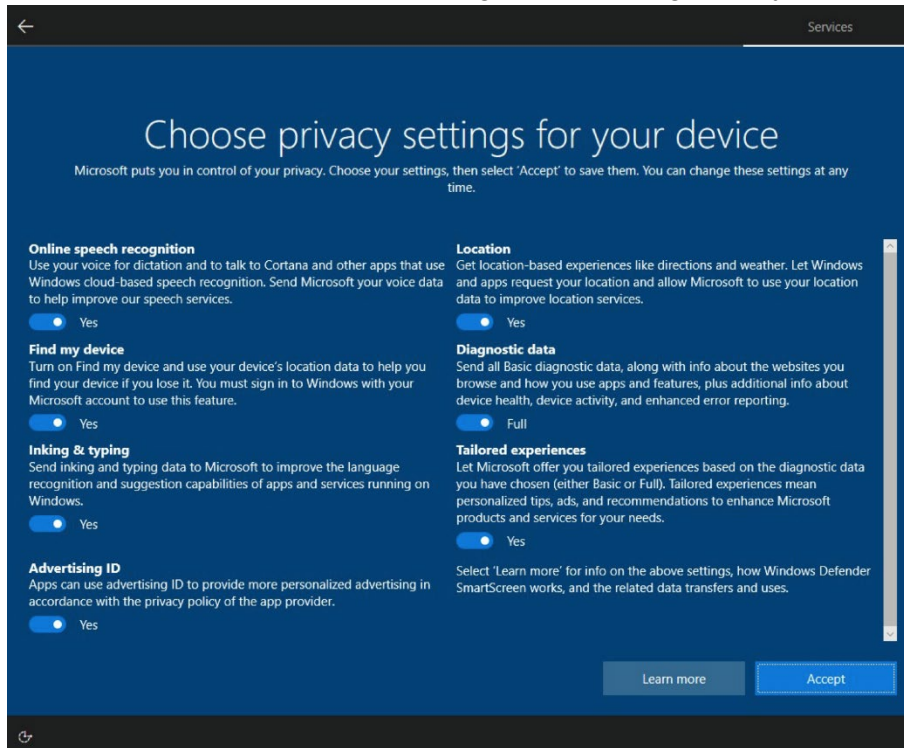 Services
Choose privacy settings for your device
Microsoft puts you in control of your privacy. Choose your settings, then select 'Accept' to save them. You can change these settings at any
time.
Online speech recognition
Use your voice for dictation and to talk to Cortana and other apps that use
Windows cloud-based speech recognition. Send Microsoft your voice data
to help improve our speech services.
Yes
Find my device
Turn on Find my device and use your device's location data to help you
find your device if you lose it. You must sign in to Windows with your
Microsoft account to use this feature.
Yes
Inking & typing
Send inking and typing data to Microsoft to improve the language
recognition and suggestion capabilities of apps and services running on
Windows.
Yes
Advertising ID
Apps can use advertising ID to provide more personalized advertising in
accordance with the privacy policy of the app provider.
Yes
Location
Get location-based experiences like directions and weather. Let Windows
and apps request your location and allow Microsoft to use your location
data to improve location services.
Yes
Diagnostic data
Send all Basic diagnostic data, along with info about the websites you
browse and how you use apps and features, plus additional info about
device health, device activity, and enhanced error reporting.
Full
Tailored experiences
Let Microsoft offer you tailored experiences based on the diagnostic data
you have chosen (either Basic or Full). Tailored experiences mean
personalized tips, ads, and recommendations to enhance Microsoft
products and services for your needs.
Yes
Select 'Learn more' for info on the above settings, how Windows Defender
SmartScreen works, and the related data transfers and uses.
Learn more
Accept